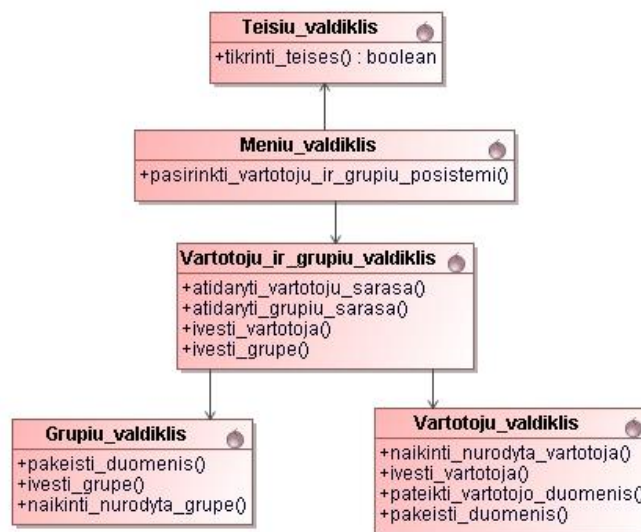 Teisiu_valdiklis
+tikrinti_teises() : boolean
Meniu_valdiklis
+pasirinkti_vartotoju_ir_grupiu_posistemi()
Vartotoju_ir_grupiu_valdiklis
+atidaryti_vartotoju_sarasa()
+atidaryti_grupiu_sarasa()
+ivesti_vartotoja()
+ivesti_grupe()
Grupiu_valdiklis
+pakeisti_duomenis()
+ivesti_grupe()
+naikinti_nurodyta_grupe()
Vartotoju_valdiklis
+naikinti_nurodyta_vartotoja()
+ivesti_vartotoja()
+pateikti_vartotojo_duomenis()
+pakeisti_duomenis()